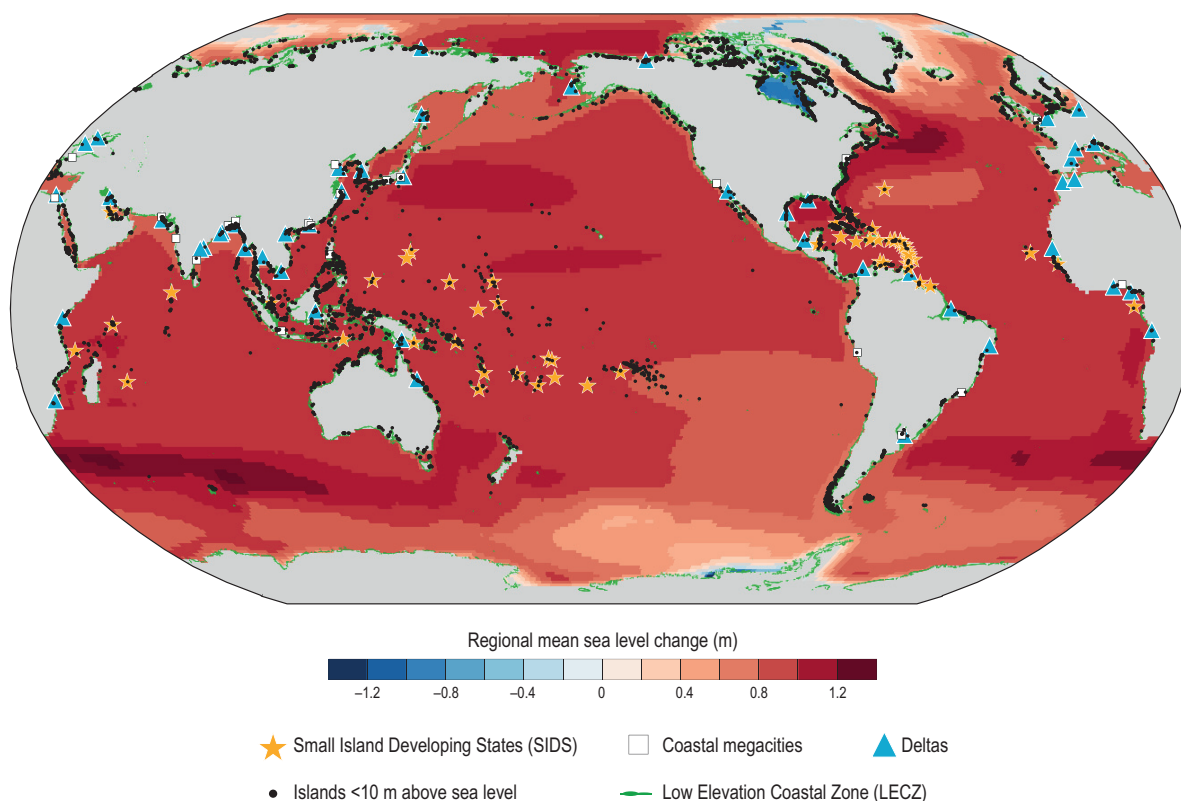 Regional mean sea level change (m)
–1.2 –0.8 –0.4 0 0.4 0.8 1.2
Small Island Developing States (SIDS) Coastal megacities Deltas
Islands <10 m above sea level Low Elevation Coastal Zone (LECZ)